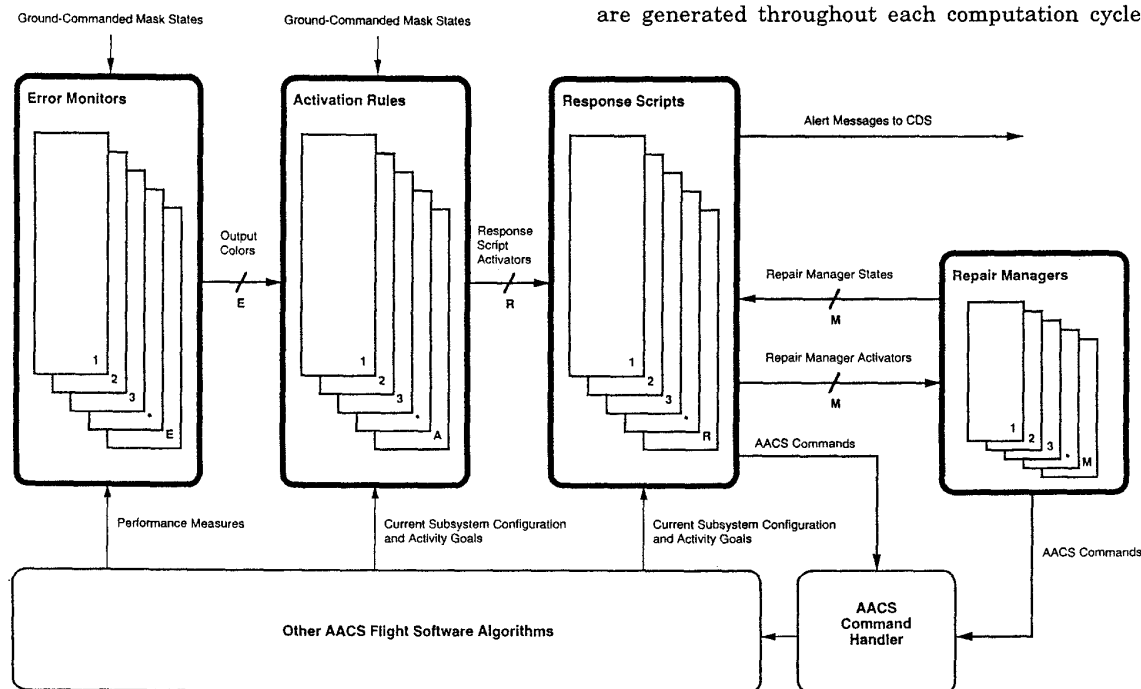 are generated throughout each computation cycle
Ground-Commanded Mask States
Ground-Commanded Mask States
Error Monitors
1
2
3
•
E
Output
Colors
E
Activation Rules
1
2
3
•
A
Response
Script
Activators
R
Response Scripts
1
2
3
•
R
Alert Messages to CDS
Repair Manager States
M
Repair Manager Activators
M
AACS Commands
Repair Managers
1
2
3
•
M
Performance Measures
Current Subsystem Configuration
and Activity Goals
Current Subsystem Configuration
and Activity Goals
AACS Commands
Other AACS Flight Software Algorithms
AACS
Command
Handler